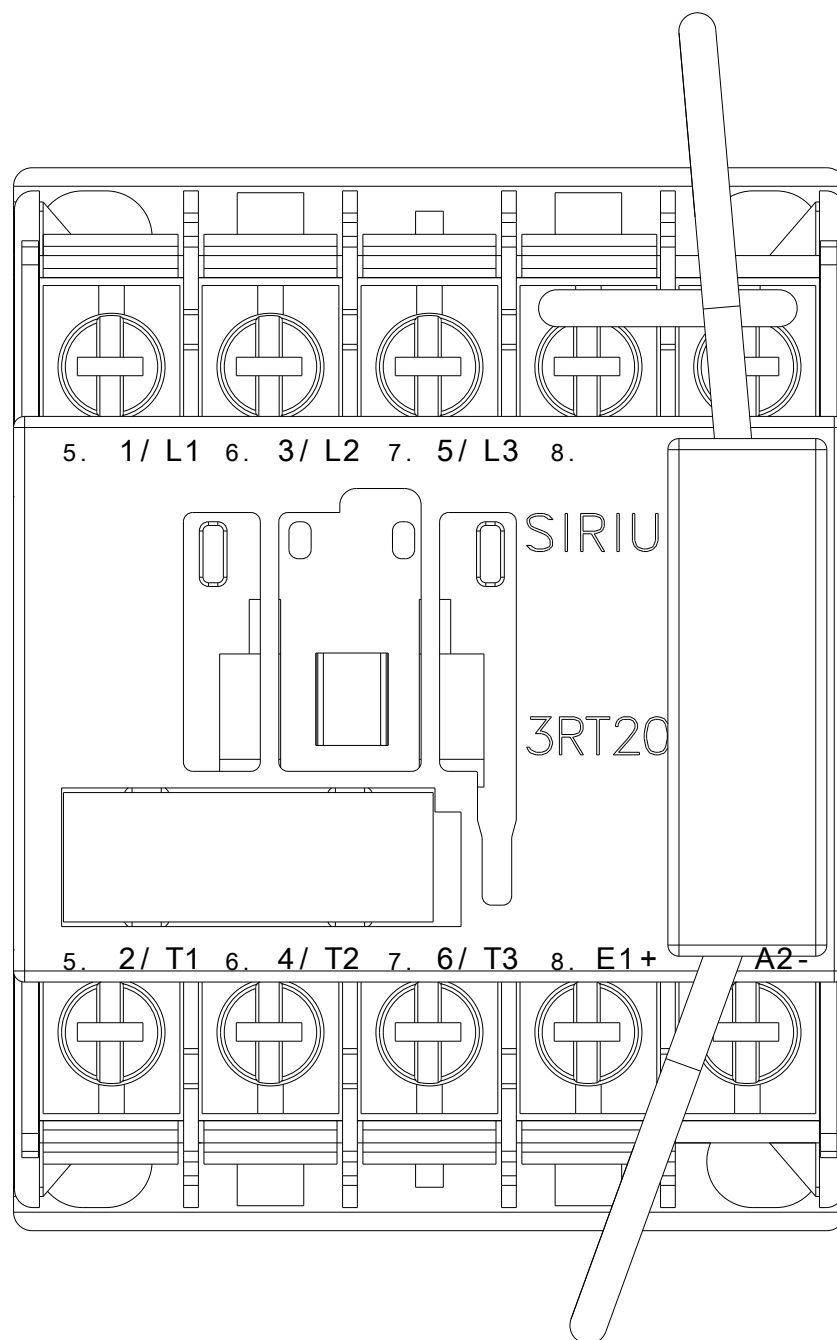 5. 1/ L1 6. 3/ L2 7. 5/ L3 8.
SIRIU
3RT20
5. 2/ T1 6. 4/ T2 7. 6/ T3 8. E1+ A2-